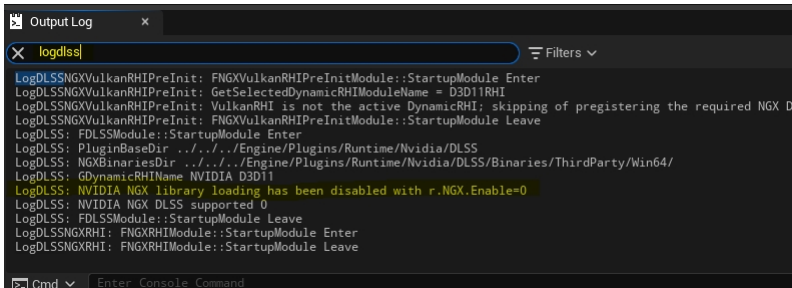 Output Log
logdlss
Filters
LogDLSSNGXVulkanRHIPreInit: FNGXVulkanRHIPreInitModule::StartupModule Enter
LogDLSSNGXVulkanRHIPreInit: GetSelectedDynamicRHIModuleName = D3D11RHI
LogDLSSNGXVulkanRHIPreInit: VulkanRHI is not the active DynamicRHI; skipping of pregistering the required NGX D
LogDLSSNGXVulkanRHIPreInit: FNGXVulkanRHIPreInitModule::StartupModule Leave
LogDLSS: FDLSSModule::StartupModule Enter
LogDLSS: PluginBaseDir ../../../Engine/Plugins/Runtime/Nvidia/DLSS
LogDLSS: NGXBinariesDir ../../../Engine/Plugins/Runtime/Nvidia/DLSS/Binaries/ThirdParty/Win64/
LogDLSS: GDynamicRHIName NVIDIA D3D11
LogDLSS: NVIDIA NGX library loading has been disabled with r.NGX.Enable=0
LogDLSS: NVIDIA NGX DLSS supported 0
LogDLSS: FDLSSModule::StartupModule Leave
LogDLSSNGXRHI: FNGXRHIModule::StartupModule Enter
LogDLSSNGXRHI: FNGXRHIModule::StartupModule Leave
Cmd Enter Console Command